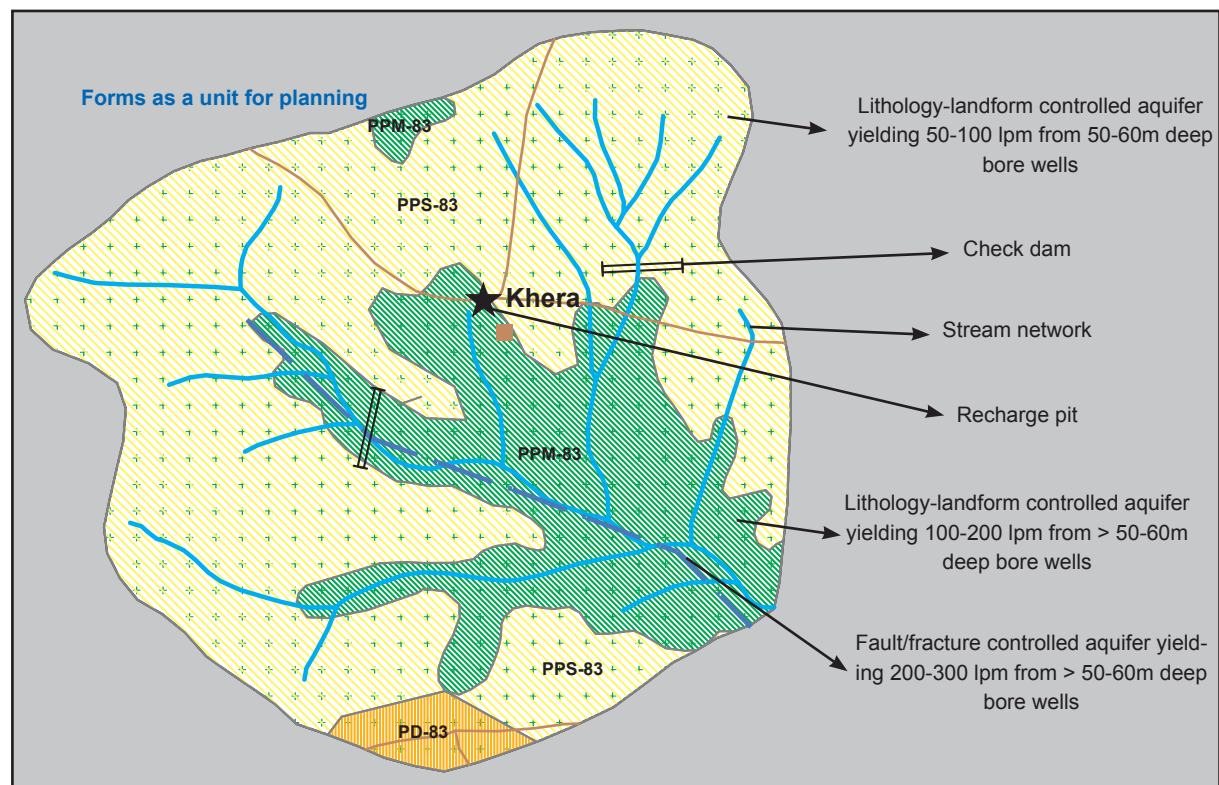 Forms as a unit for planning
PPM-83
PPS-83
Khera
PPM-83
PPS-83
PD-83
Lithology-landform controlled aquifer
yielding 50-100 lpm from 50-60m deep
bore wells
Check dam
Stream network
Recharge pit
Lithology-landform controlled aquifer
yielding 100-200 lpm from > 50-60m
deep bore wells
Fault/fracture controlled aquifer yield-
ing 200-300 lpm from > 50-60m deep
bore wells